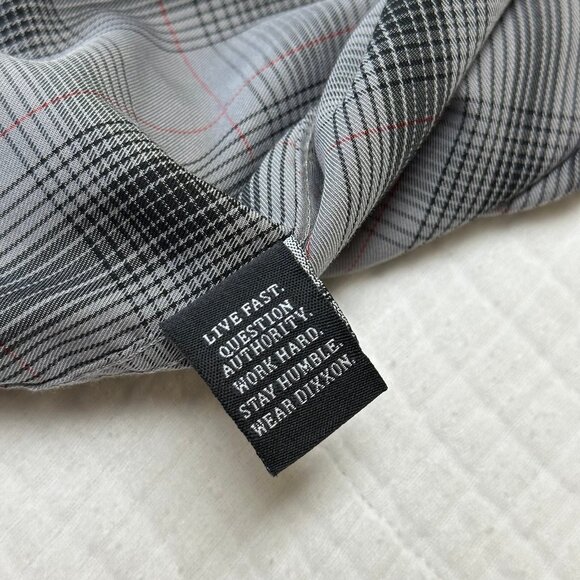 LIVE FAST.
QUESTION
AUTHORITY.
WORK HARD.
STAY HUMBLE.
WEAR DIXXON.